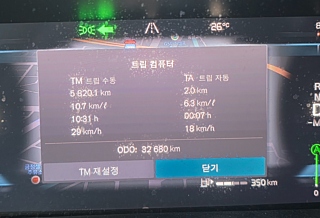 26°C
트립 컴퓨터
TM 트립 수동 TA 트립 자동
5 820.1 km 2.0 km
10.7 km/ℓ 6.3 km/ℓ
10:31 h 00:07 h
29 km/h 18 km/h
ODO: 32 680 km
TM 재설정 닫기
350 km